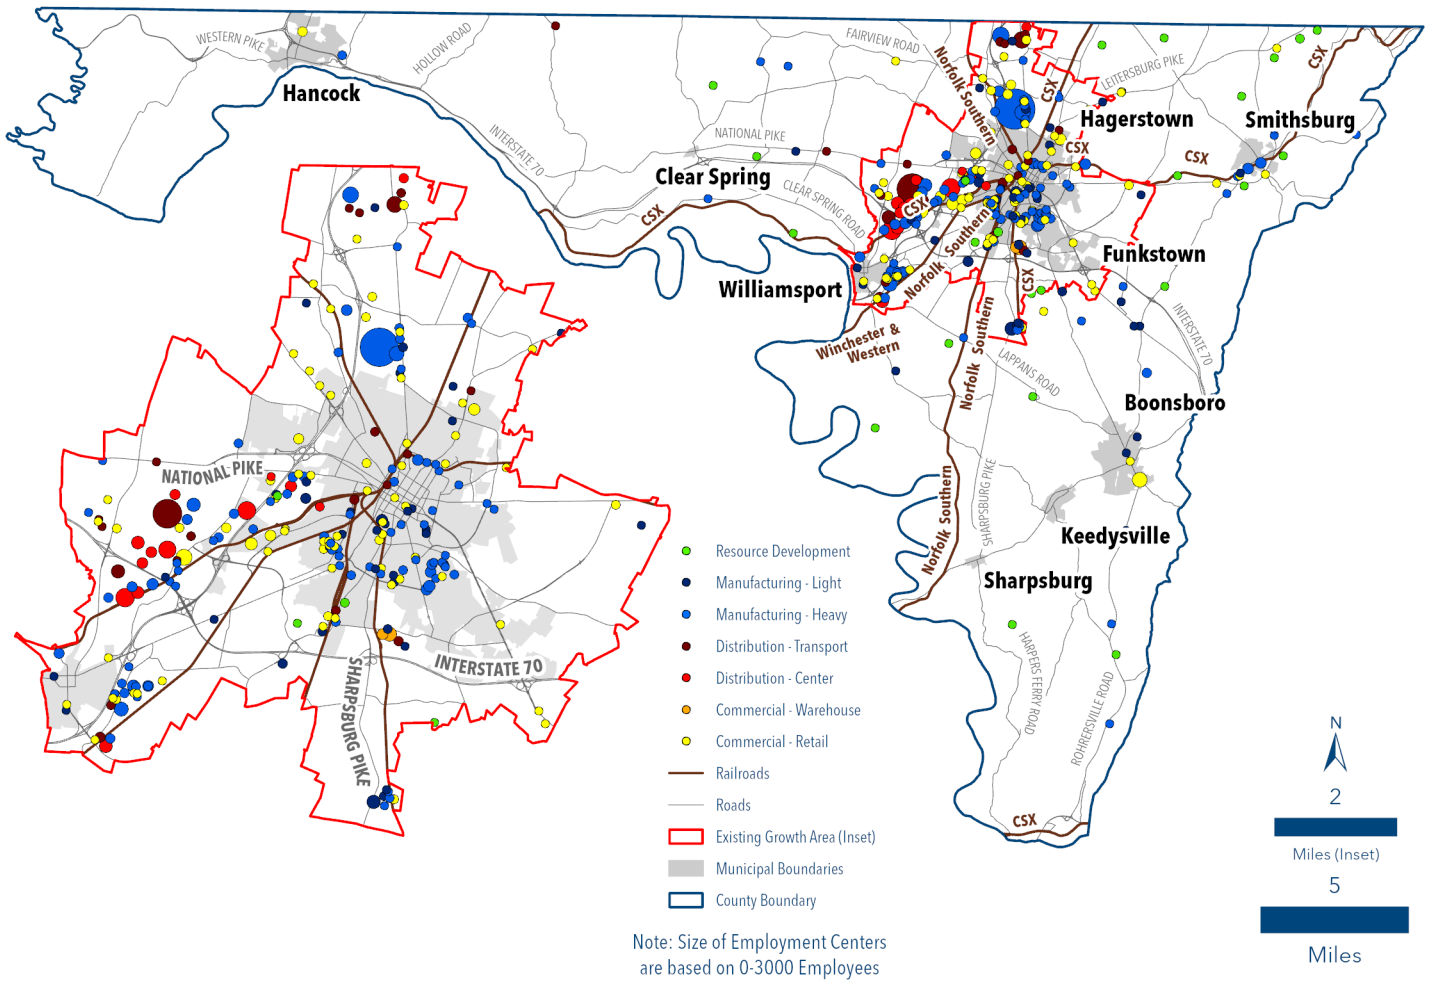 WESTERN PIKE
HOLLOW ROAD
Hancock
INTERSTATE 70
FAIRVIEW ROAD
Norfolk Southern
CSX
LEITERSBURG PIKE
CSX
Hagerstown
Smithsburg
NATIONAL PIKE
CSX
CSX
Clear Spring
CLEAR SPRING ROAD
CSX
CSX
Norfolk Southern
Funkstown
CSX
Williamsport
Winchester &
Western
Norfolk Southern
LAPPANS ROAD
INTERSTATE 70
Boonsboro
NATIONAL PIKE
Norfolk Southern
SHARPSBURG PIKE
Keedysville
Sharpsburg
HARPERS FERRY ROAD
ROHRERSVILLE ROAD
CSX
INTERSTATE 70
SHARPSBURG PIKE
Resource Development
Manufacturing - Light
Manufacturing - Heavy
Distribution - Transport
Distribution - Center
Commercial - Warehouse
Commercial - Retail
Railroads
Roads
Existing Growth Area (Inset)
Municipal Boundaries
County Boundary
Note: Size of Employment Centers
are based on 0-3000 Employees
N
2
Miles (Inset)
5
Miles